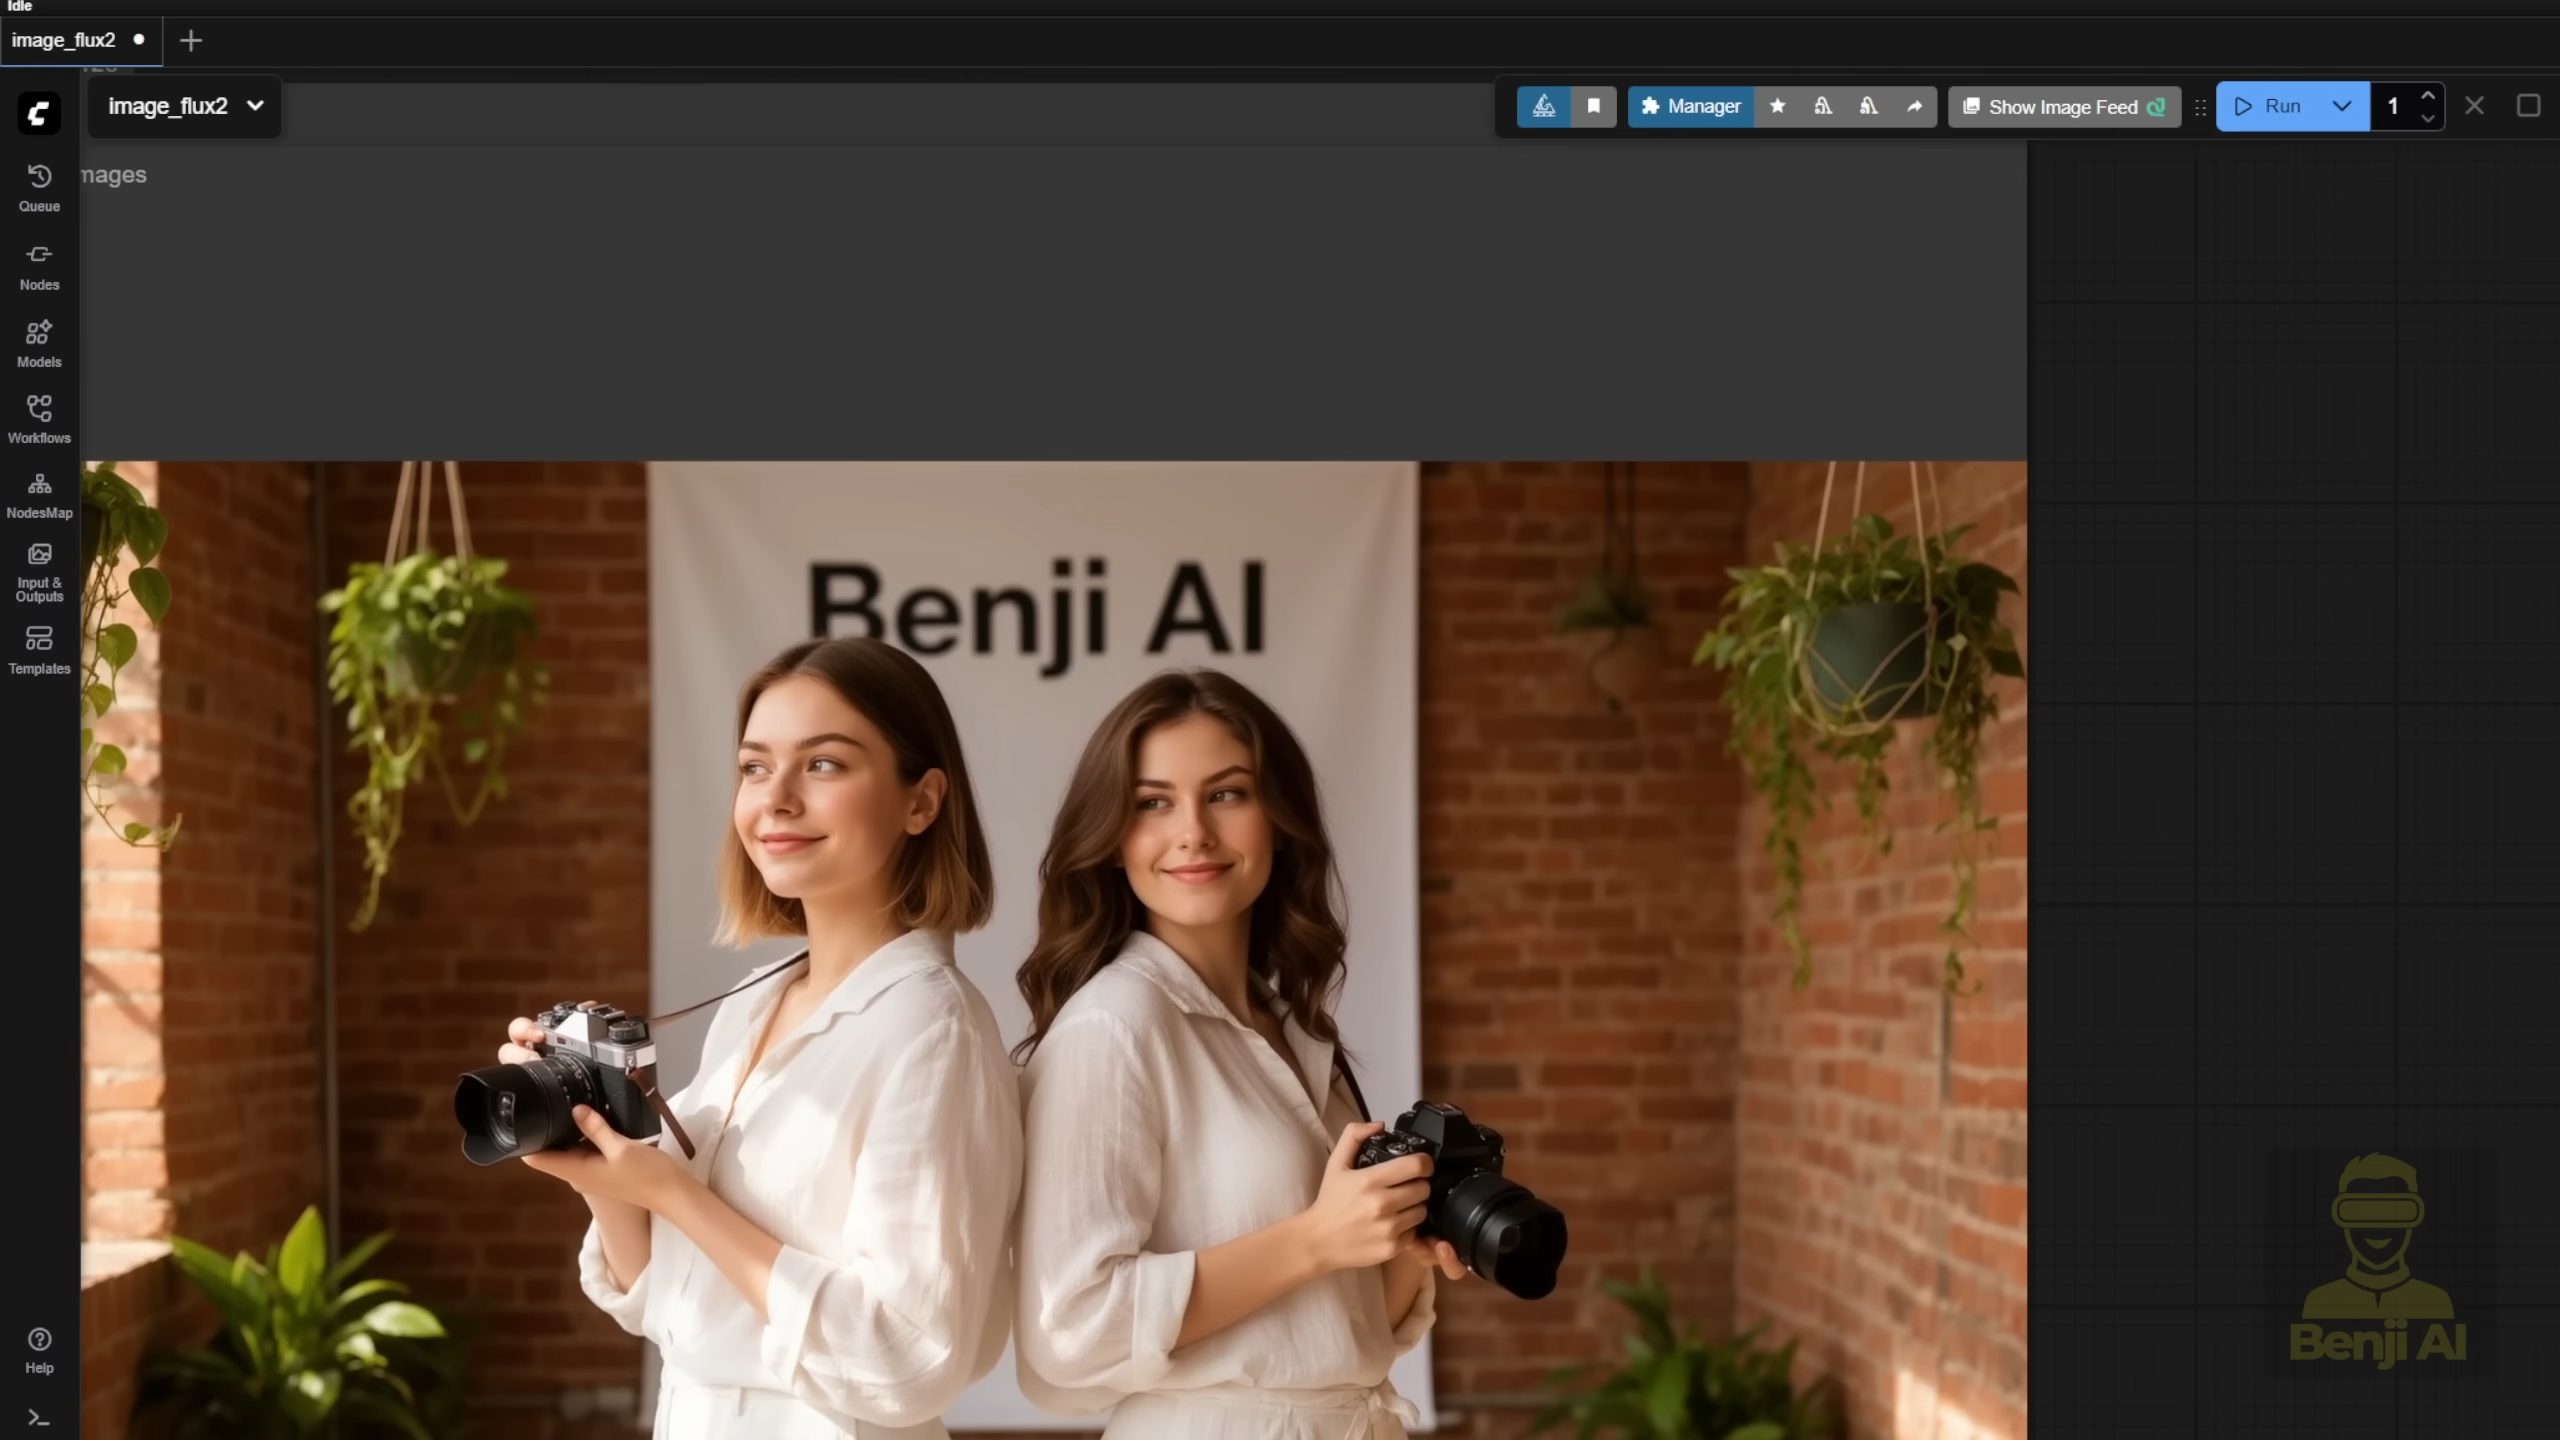 Idle
image_flux2
image_flux2
Manager
Show Image Feed
Run
1
mages
Queue
Nodes
Models
Workflows
NodesMap
Input &
Outputs
Templates
Benji AI
Help
Benji AI